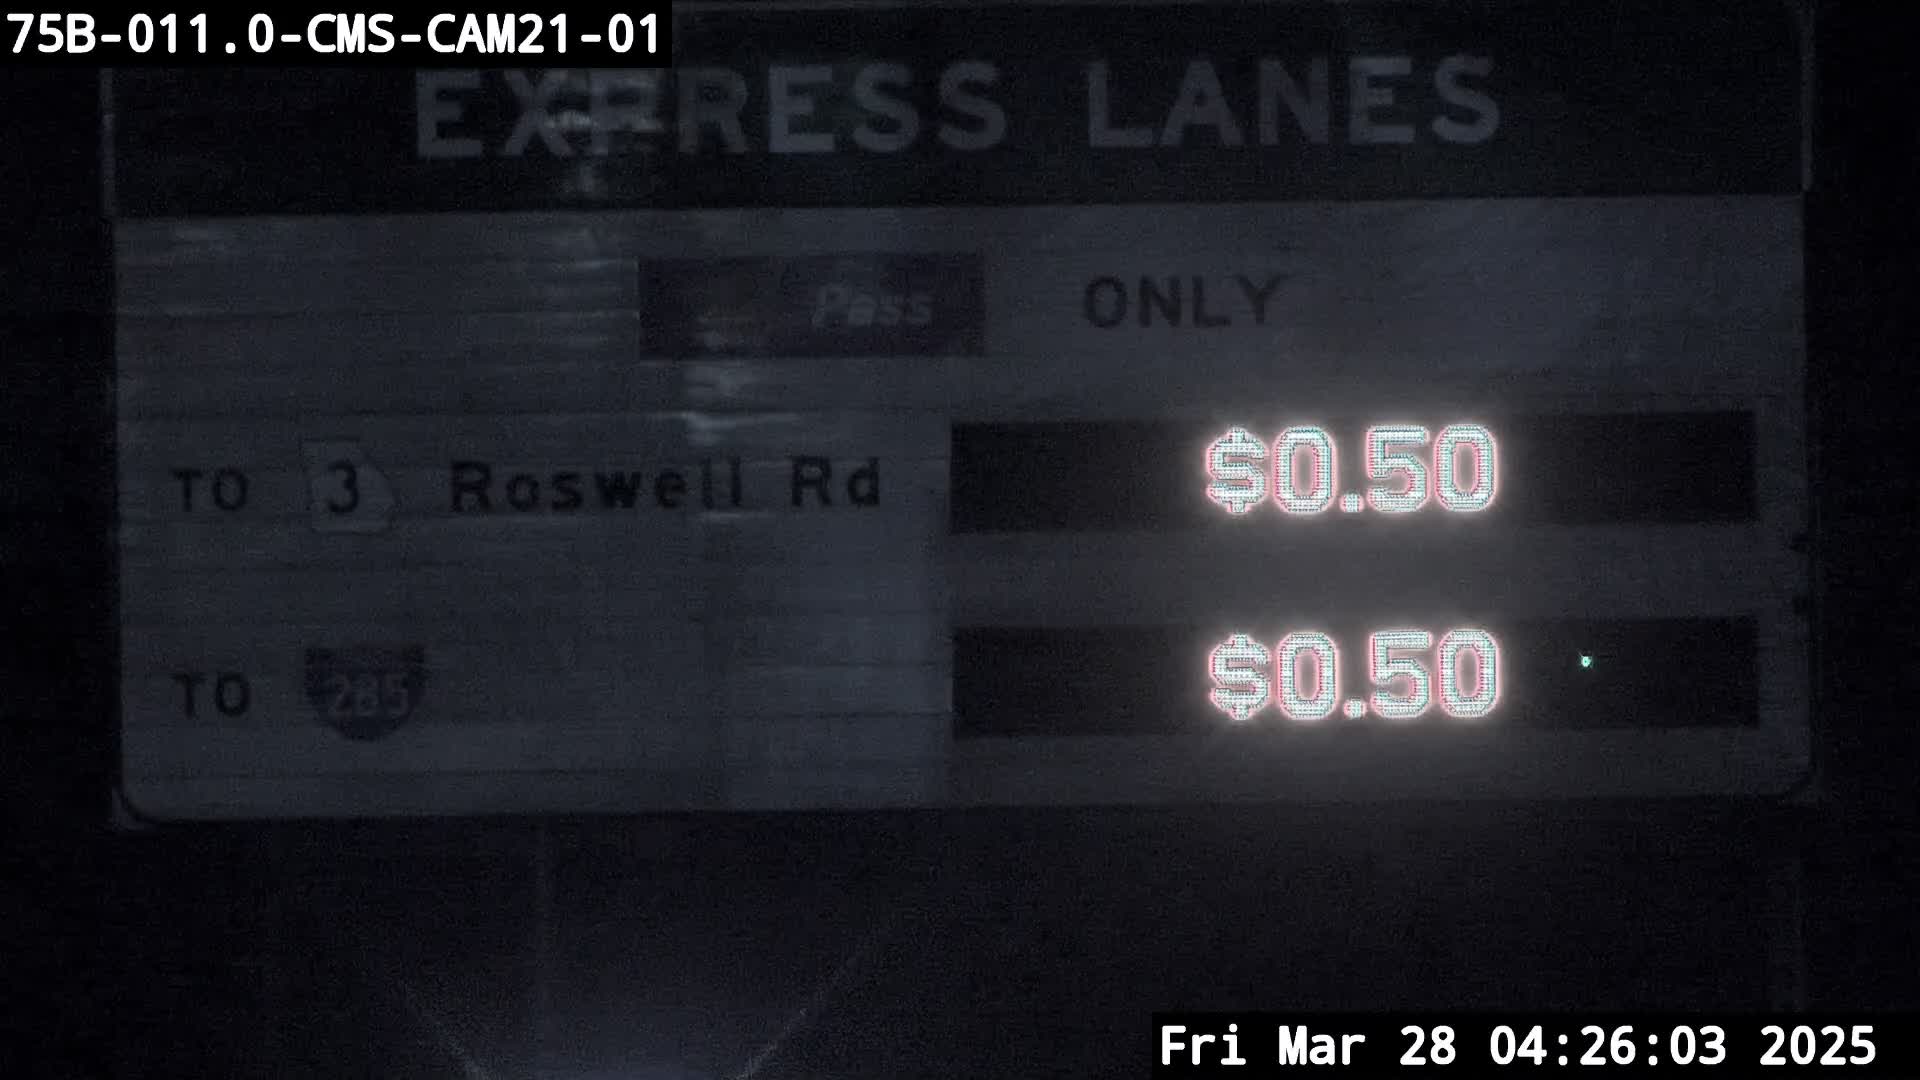 75B-011.0-CMS-CAM21-01
EXPRESS LANES
Pass ONLY
TO 3 Roswell Rd $0.50
TO 285 $0.50
Fri Mar 28 04:26:03 2025